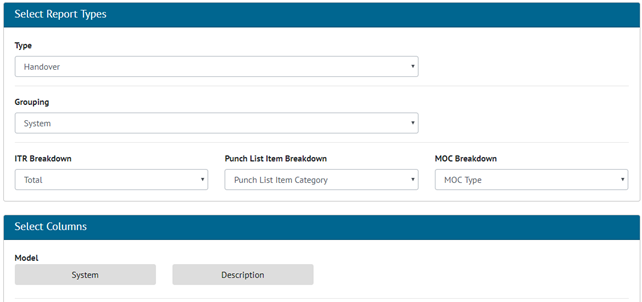 Select Report Types
Type
Handover
Grouping
System
ITR Breakdown Punch List Item Breakdown MOC Breakdown
Total Punch List Item Category MOC Type
Select Columns
Model
System Description